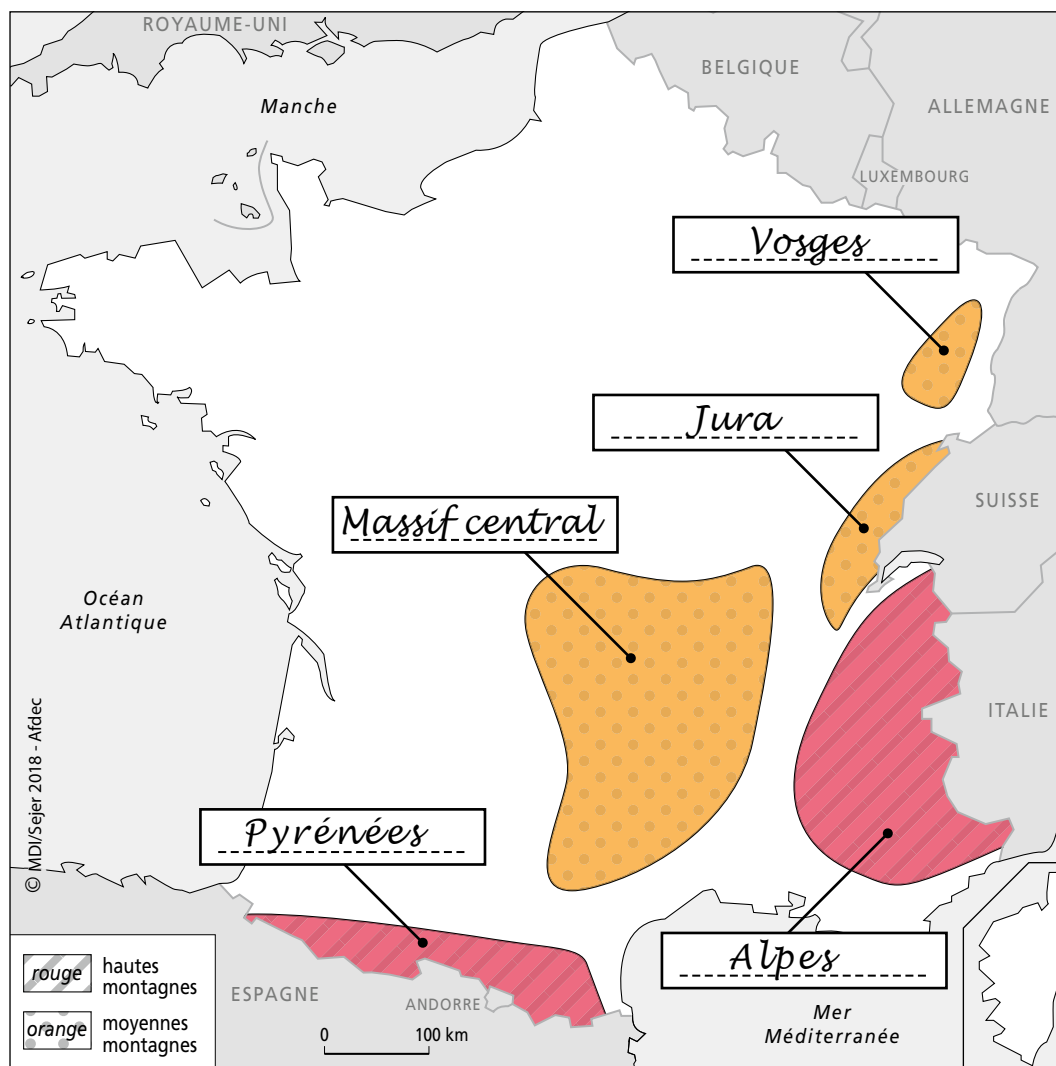 ROYAUME-UNI
BELGIQUE
Manche
ALLEMAGNE
LUXEMBOURG
Vosges
Jura
SUISSE
Massif central
Océan
Atlantique
ITALIE
© MDI/Sejer 2018 - Afdec
Pyrénées
Alpes
rouge hautes
montagnes
ESPAGNE
ANDORRE
Mer
Méditerranée
orange moyennes
montagnes
0 100 km